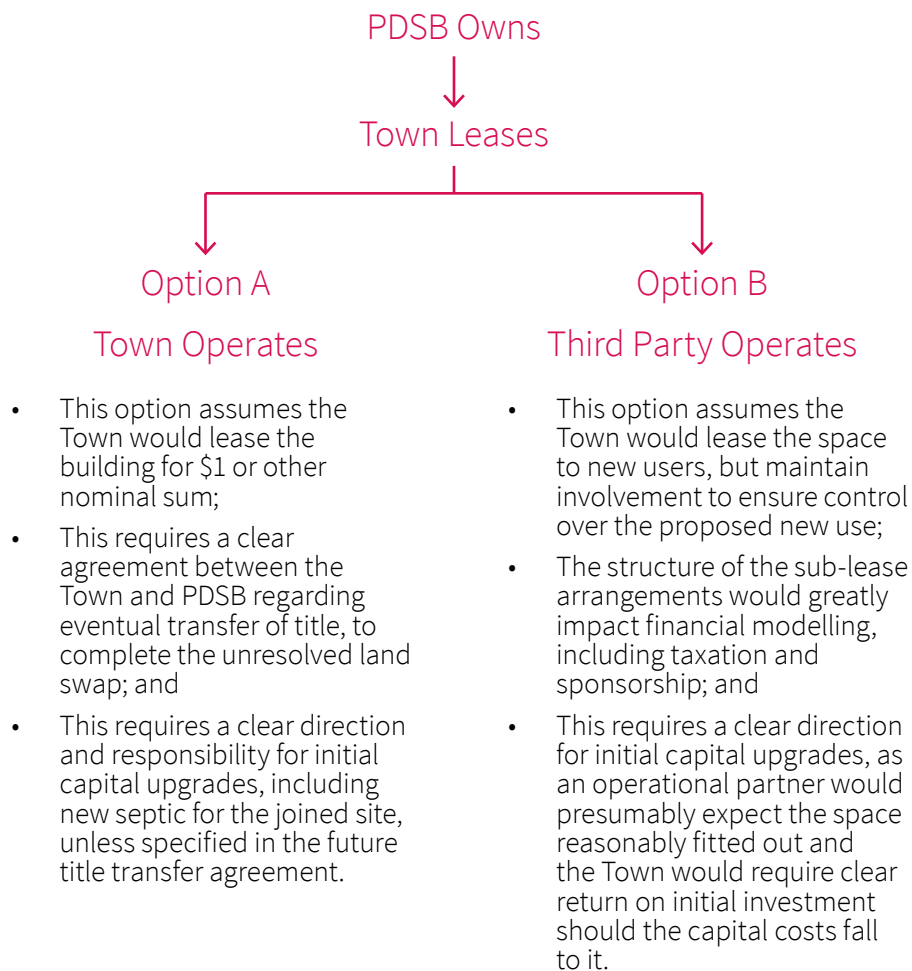 PDSB Owns
Town Leases
Option A
Town Operates
• This option assumes the
Town would lease the
building for $1 or other
nominal sum;
• This requires a clear
agreement between the
Town and PDSB regarding
eventual transfer of title, to
complete the unresolved land
swap; and
• This requires a clear direction
and responsibility for initial
capital upgrades, including
new septic for the joined site,
unless specified in the future
title transfer agreement.
Option B
Third Party Operates
• This option assumes the
Town would lease the space
to new users, but maintain
involvement to ensure control
over the proposed new use;
• The structure of the sub-lease
arrangements would greatly
impact financial modelling,
including taxation and
sponsorship; and
• This requires a clear direction
for initial capital upgrades, as
an operational partner would
presumably expect the space
reasonably fitted out and
the Town would require clear
return on initial investment
should the capital costs fall
to it.